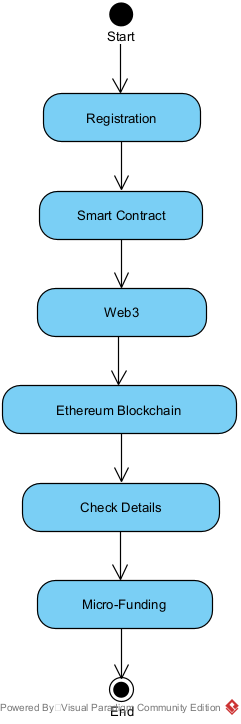 Start
Registration
Smart Contract
Web3
Ethereum Blockchain
Check Details
Micro-Funding
Powered By Visual Paradigm Community Edition
End